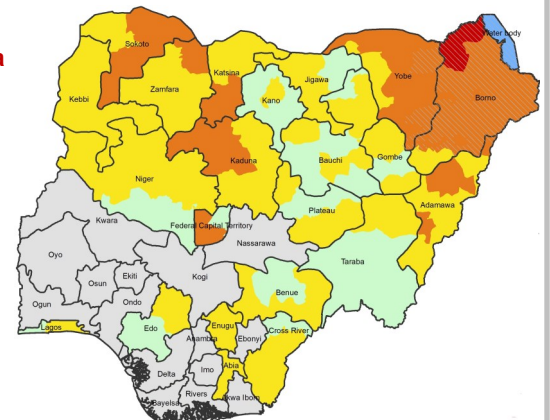 Sokoto
Water body
Katsina
Jigawa
Yobe
Kebbi
Zamfara
Kano
Borno
Kaduna
Bauchi
Gombe
Niger
Adamawa
Plateau
Kwara
Federal Capital Territory
Nassarawa
Oyo
Taraba
Ekiti
Kogi
Osun
Benue
Ogun
Ondo
Lagos
Edo
Enugu
Cross River
Anambra
Ebonyi
Abia
Delta
Imo
Rivers
Akwa Ibom
Bayelsa